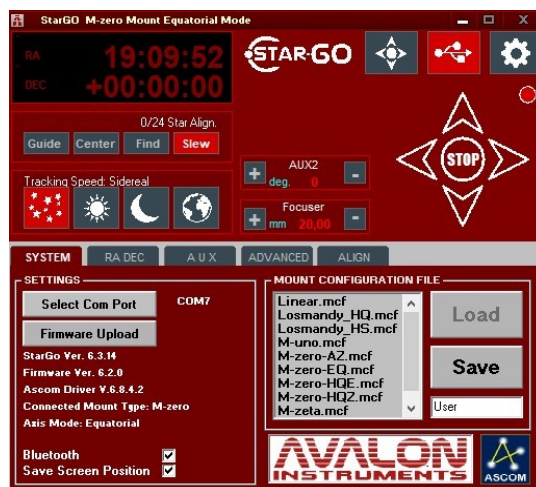 StarGO M-zero Mount Equatorial Mode
X
RA 19:09:52
DEC +00:00:00
STAR-GO
0/24 Star Align.
Guide Center Find Slew
Tracking Speed: Sidereal
AUX2
+ deg. 0 -
Focuser
+ mm 20,00 -
STOP
SYSTEM RA DEC AUX ADVANCED ALIGN
SETTINGS
Select Com Port COM7
Firmware Upload
StarGo Ver. 6.3.14
Firmware Ver. 6.2.0
Ascom Driver V.6.8.4.2
Connected Mount Type: M-zero
Axis Mode: Equatorial
Bluetooth
Save Screen Position
MOUNT CONFIGURATION FILE
Linear.mcf
Losmandy_HQ.mcf
Losmandy_HS.mcf
M-uno.mcf
M-zero-AZ.mcf
M-zero-EQ.mcf
M-zero-HQE.mcf
M-zero-HQZ.mcf
M-zeta.mcf
Load
Save
User
AVALON
INSTRUMENTS
ASCOM